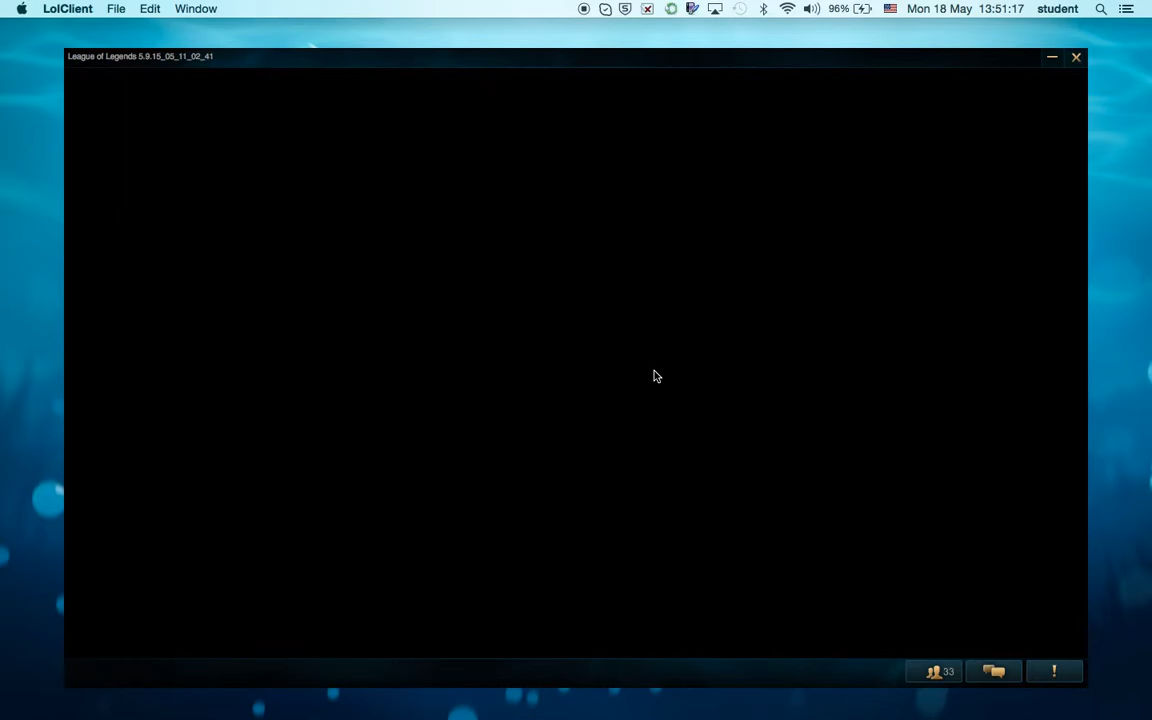 LolClient File Edit Window 96% Mon 18 May 13:51:17 student
League of Legends 5.9.15_05_11_02_41
33
!